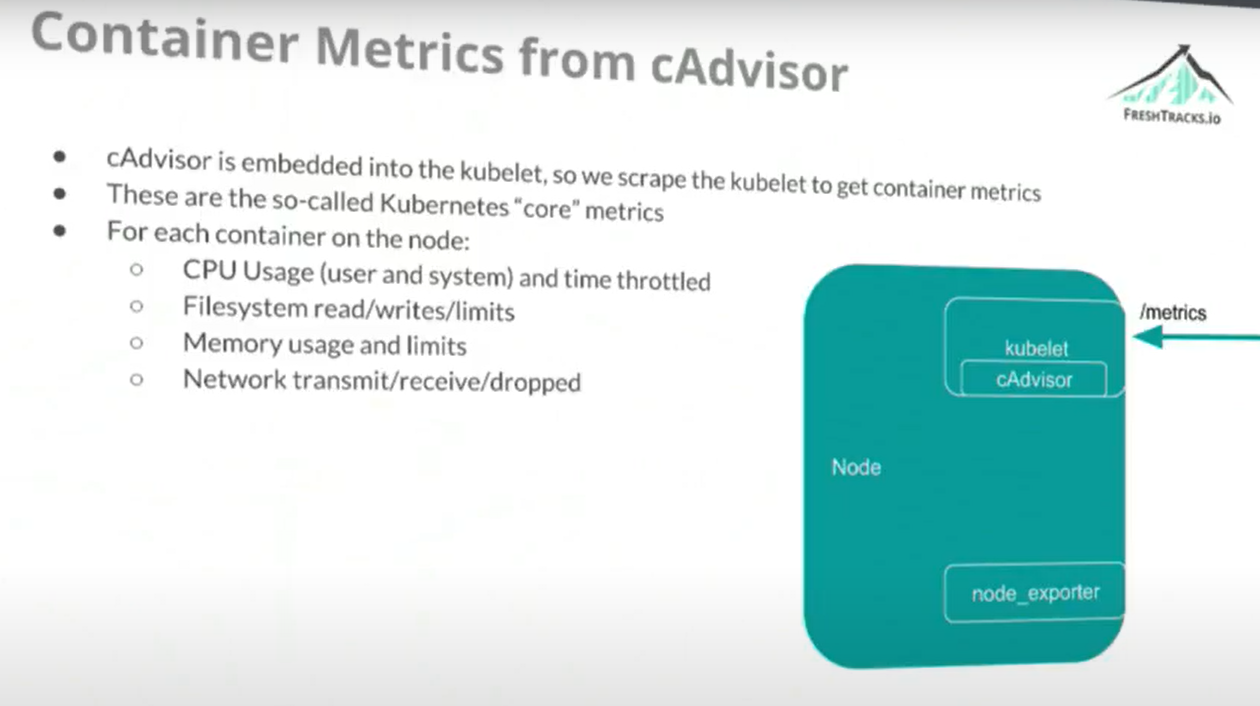 Container Metrics from cAdvisor
FRESHTRACKS.io
cAdvisor is embedded into the kubelet, so we scrape the kubelet to get container metrics
These are the so-called Kubernetes “core” metrics
For each container on the node:
CPU Usage (user and system) and time throttled
Filesystem read/writes/limits
Memory usage and limits
Network transmit/receive/dropped
/metrics
kubelet
cAdvisor
Node
node_exporter